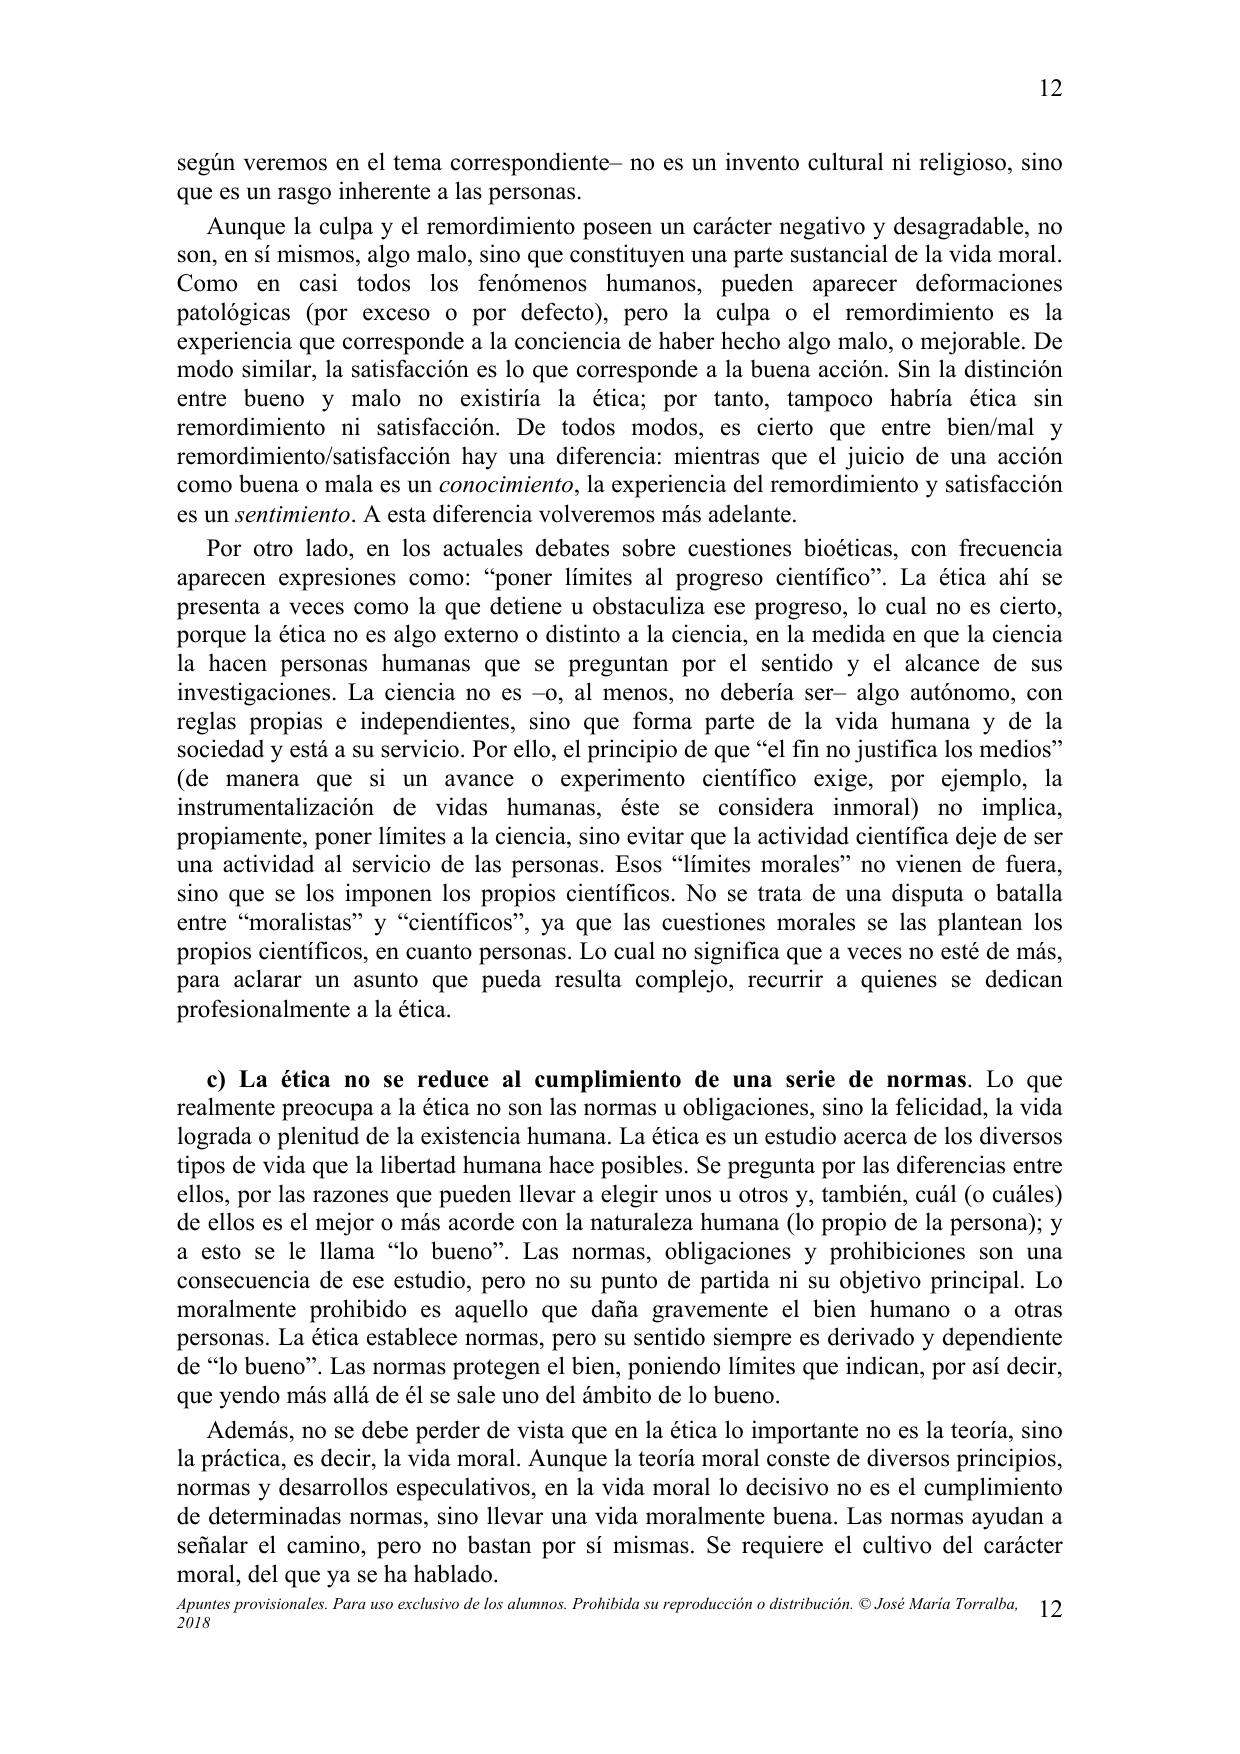 12
según veremos en el tema correspondiente– no es un invento cultural ni religioso, sino
que es un rasgo inherente a las personas.
Aunque la culpa y el remordimiento poseen un carácter negativo y desagradable, no
son, en sí mismos, algo malo, sino que constituyen una parte sustancial de la vida moral.
Como en casi todos los fenómenos humanos, pueden aparecer deformaciones
patológicas (por exceso o por defecto), pero la culpa o el remordimiento es la
experiencia que corresponde a la conciencia de haber hecho algo malo, o mejorable. De
modo similar, la satisfacción es lo que corresponde a la buena acción. Sin la distinción
entre bueno y malo no existiría la ética; por tanto, tampoco habría ética sin
remordimiento ni satisfacción. De todos modos, es cierto que entre bien/mal y
remordimiento/satisfacción hay una diferencia: mientras que el juicio de una acción
como buena o mala es un conocimiento, la experiencia del remordimiento y satisfacción
es un sentimiento. A esta diferencia volveremos más adelante.
Por otro lado, en los actuales debates sobre cuestiones bioéticas, con frecuencia
aparecen expresiones como: “poner límites al progreso científico”. La ética ahí se
presenta a veces como la que detiene u obstaculiza ese progreso, lo cual no es cierto,
porque la ética no es algo externo o distinto a la ciencia, en la medida en que la ciencia
la hacen personas humanas que se preguntan por el sentido y el alcance de sus
investigaciones. La ciencia no es –o, al menos, no debería ser– algo autónomo, con
reglas propias e independientes, sino que forma parte de la vida humana y de la
sociedad y está a su servicio. Por ello, el principio de que “el fin no justifica los medios”
(de manera que si un avance o experimento científico exige, por ejemplo, la
instrumentalización de vidas humanas, éste se considera inmoral) no implica,
propiamente, poner límites a la ciencia, sino evitar que la actividad científica deje de ser
una actividad al servicio de las personas. Esos “límites morales” no vienen de fuera,
sino que se los imponen los propios científicos. No se trata de una disputa o batalla
entre “moralistas” y “científicos”, ya que las cuestiones morales se las plantean los
propios científicos, en cuanto personas. Lo cual no significa que a veces no esté de más,
para aclarar un asunto que pueda resulta complejo, recurrir a quienes se dedican
profesionalmente a la ética.
c) La ética no se reduce al cumplimiento de una serie de normas. Lo que
realmente preocupa a la ética no son las normas u obligaciones, sino la felicidad, la vida
lograda o plenitud de la existencia humana. La ética es un estudio acerca de los diversos
tipos de vida que la libertad humana hace posibles. Se pregunta por las diferencias entre
ellos, por las razones que pueden llevar a elegir unos u otros y, también, cuál (o cuáles)
de ellos es el mejor o más acorde con la naturaleza humana (lo propio de la persona); y
a esto se le llama “lo bueno”. Las normas, obligaciones y prohibiciones son una
consecuencia de ese estudio, pero no su punto de partida ni su objetivo principal. Lo
moralmente prohibido es aquello que daña gravemente el bien humano o a otras
personas. La ética establece normas, pero su sentido siempre es derivado y dependiente
de “lo bueno”. Las normas protegen el bien, poniendo límites que indican, por así decir,
que yendo más allá de él se sale uno del ámbito de lo bueno.
Además, no se debe perder de vista que en la ética lo importante no es la teoría, sino
la práctica, es decir, la vida moral. Aunque la teoría moral conste de diversos principios,
normas y desarrollos especulativos, en la vida moral lo decisivo no es el cumplimiento
de determinadas normas, sino llevar una vida moralmente buena. Las normas ayudan a
señalar el camino, pero no bastan por sí mismas. Se requiere el cultivo del carácter
moral, del que ya se ha hablado.
Apuntes provisionales. Para uso exclusivo de los alumnos. Prohibida su reproducción o distribución. © José María Torralba,
2018
12